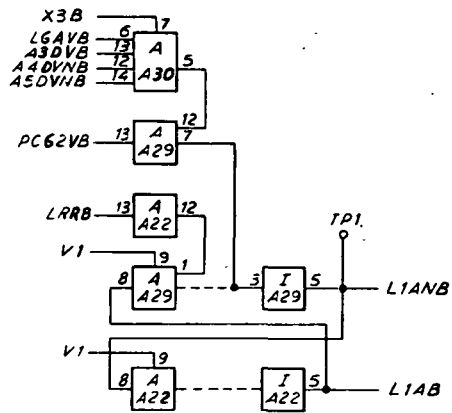 X3B
7
L6AVB 6
A3DVB 13
A4DVNB 12
A5DVNB 14
A
A30
5
12
PC62VB 13
A
A29
7
LRRB 13
A
A22
12
TP1
V1
9
8
A
A29
1
3
I
A29
5
L1ANB
V1
9
8
A
A22
I
A22
5
L1AB